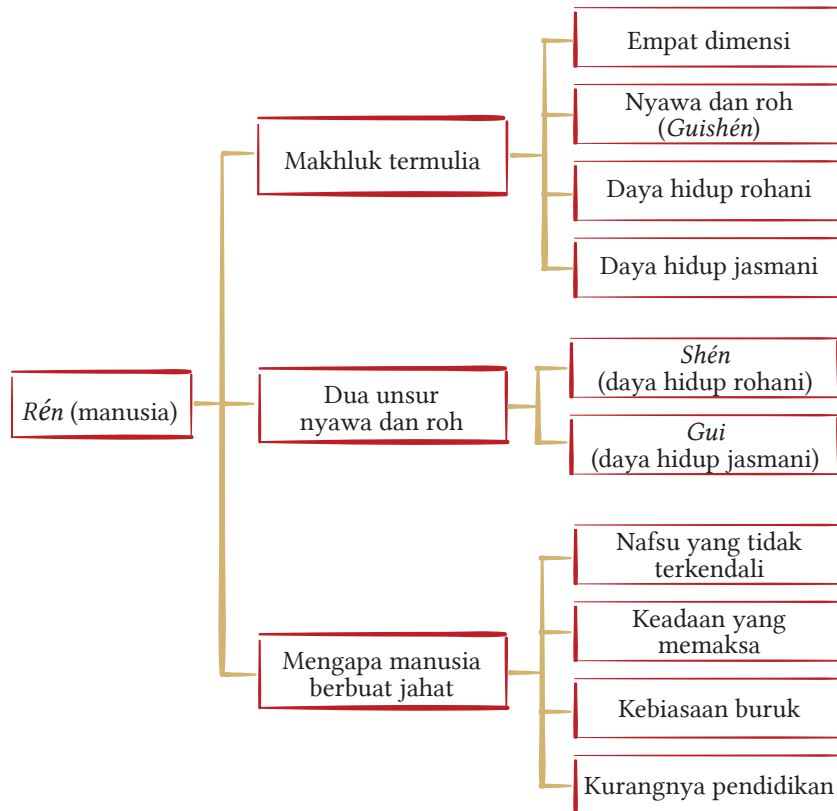 Rén (manusia)
Makhluk termulia
Empat dimensi
Nyawa dan roh
(Guishén)
Daya hidup rohani
Daya hidup jasmani
Dua unsur
nyawa dan roh
Shén
(daya hidup rohani)
Gui
(daya hidup jasmani)
Mengapa manusia
berbuat jahat
Nafsu yang tidak
terkendali
Keadaan yang
memaksa
Kebiasaan buruk
Kurangnya pendidikan